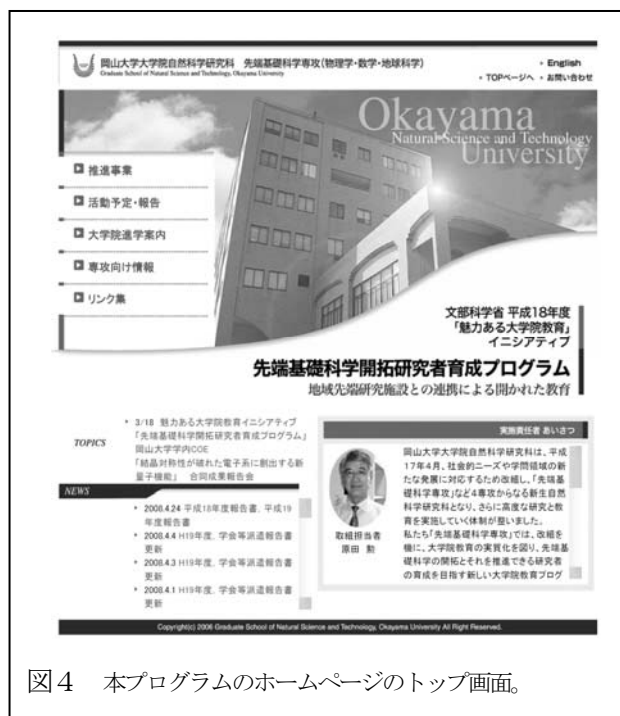 岡山大学大学院自然科学研究科 先端基礎科学専攻(物理学・数学・地球科学)
Graduate School of Natural Science and Technology, Okayama University
English
TOPページへ お問い合わせ
Okayama
Natural Science and Technology
University
推進事業
活動予定・報告
大学院進学案内
専攻向け情報
リンク集
文部科学省 平成18年度
「魅力ある大学院教育」
イニシアティブ
先端基礎科学開拓研究者育成プログラム
地域先端研究施設との連携による開かれた教育
TOPICS
3/18 魅力ある大学院教育イニシアティブ
「先端基礎科学開拓研究者育成プログラム」
岡山大学学内COE
「結晶対称性が破れた電子系に創出する新
量子機能」 合同成果報告会
NEWS
2008.4.24 平成18年度報告書, 平成19
年度報告書
2008.4.4 H19年度, 学会等派遣報告書
更新
2008.4.3 H19年度, 学会等派遣報告書
更新
2008.4.1 H19年度, 学会等派遣報告書
更新
実施責任者 あいさつ
取組担当者
原田 勲
岡山大学大学院自然科学研究科は、平成
17年4月、社会的ニーズや学問領域の新
たな発展に対応するため改組し、「先端基
礎科学専攻」など4専攻からなる新生自然
科学研究科となり、さらに高度な研究と教
育を実施していく体制が整いました。
私たち「先端基礎科学専攻」では、改組を
機に、大学院教育の実質化を図り、先端基
礎科学の開拓とそれを推進できる研究者
の育成を目指す新しい大学院教育プログ
Copyright(c) 2006 Graduate School of Natural Science and Technology, Okayama University All Right Reserved.
図4 本プログラムのホームページのトップ画面。